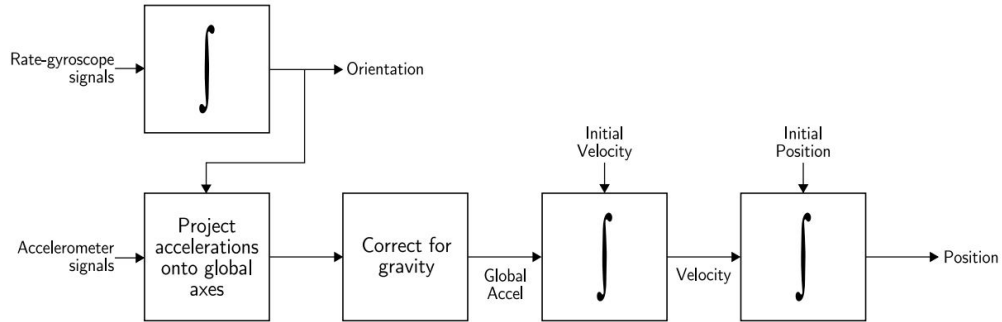 Rate-gyroscope
signals
∫
Orientation
Initial
Velocity
Initial
Position
Accelerometer
signals
Project
accelerations
onto global
axes
Correct for
gravity
Global
Accel
∫
Velocity
∫
Position